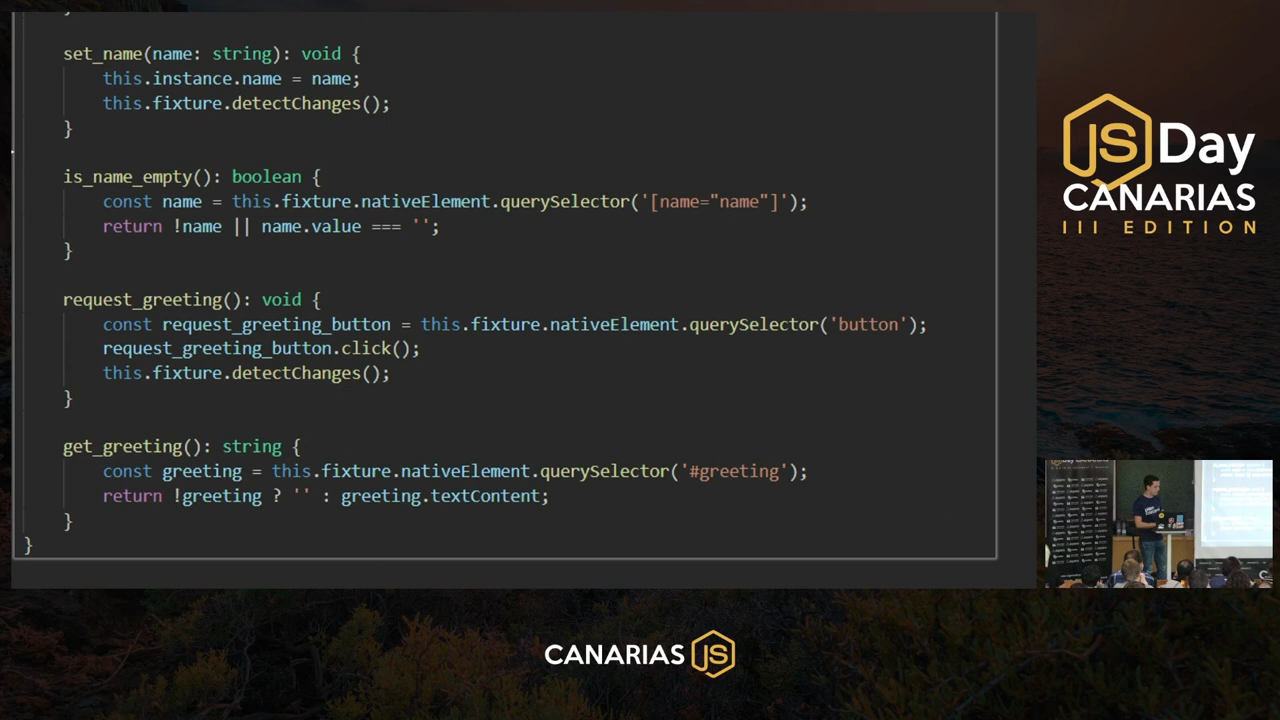 set_name(name: string): void {
this.instance.name = name;
this.fixture.detectChanges();
}
is_name_empty(): boolean {
const name = this.fixture.nativeElement.querySelector('[name="name"]');
return !name || name.value === '';
}
request_greeting(): void {
const request_greeting_button = this.fixture.nativeElement.querySelector('button');
request_greeting_button.click();
this.fixture.detectChanges();
}
get_greeting(): string {
const greeting = this.fixture.nativeElement.querySelector('#greeting');
return !greeting ? '' : greeting.textContent;
}
}
JS Day
CANARIAS
III EDITION
CANARIAS JS